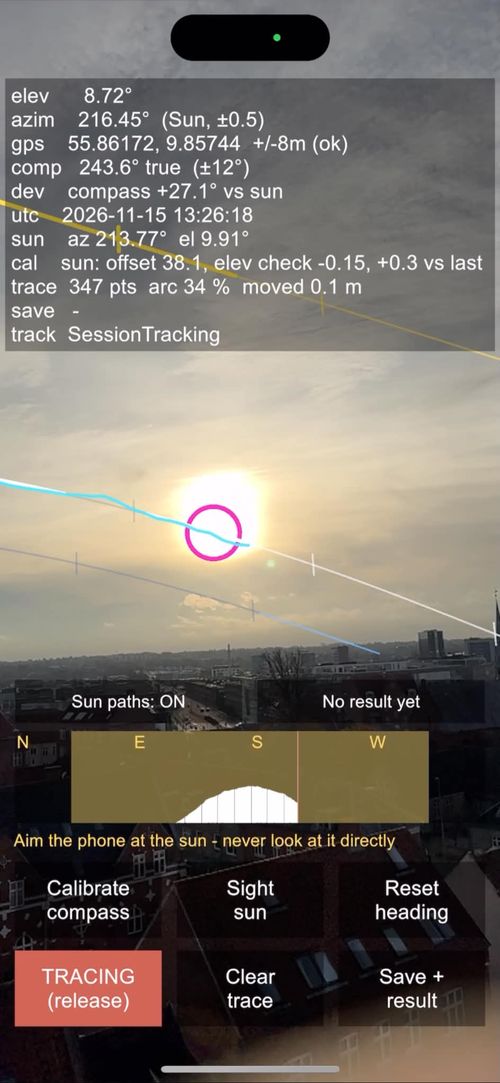 elev 8.72°
azim 216.45° (Sun, ±0.5)
gps 55.86172, 9.85744 +/-8m (ok)
comp 243.6° true (±12°)
dev compass +27.1° vs sun
utc 2026-11-15 13:26:18
sun az 213.77° el 9.91°
cal sun: offset 38.1, elev check -0.15, +0.3 vs last
trace 347 pts arc 34 % moved 0.1 m
save -
track SessionTracking
Sun paths: ON No result yet
N E S W
Aim the phone at the sun - never look at it directly
Calibrate compass
Sight sun
Reset heading
TRACING (release)
Clear trace
Save + result